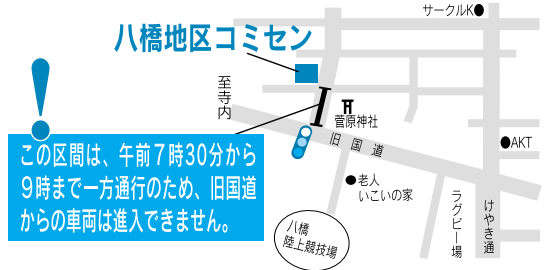 サークルK
八橋地区コミセン
至寺内
菅原神社
旧国道
AKT
この区間は、午前7時30分から
9時まで一方通行のため、旧国道
からの車両は進入できません。
老人
いこいの家
ラグビー場
けやき通
八橋
陸上競技場